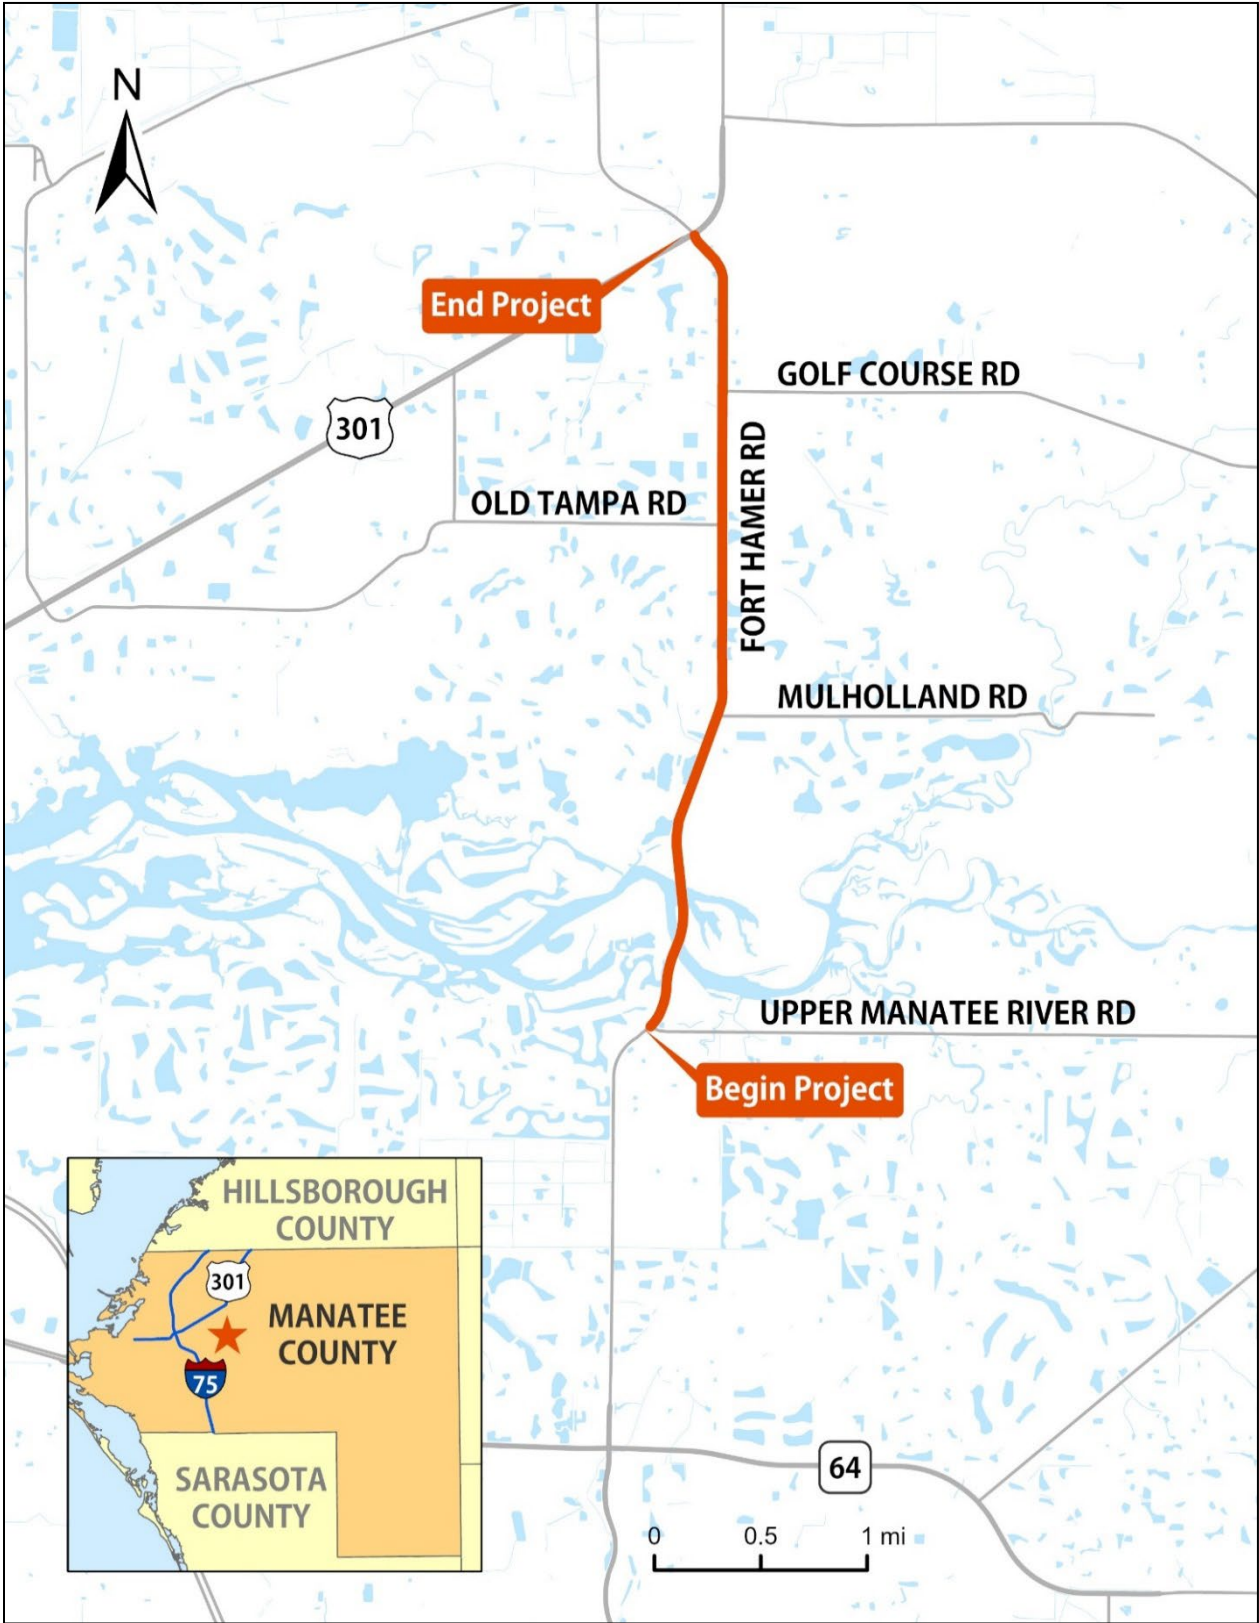 N
End Project
GOLF COURSE RD
301
FORT HAMER RD
OLD TAMPA RD
MULHOLLAND RD
UPPER MANATEE RIVER RD
Begin Project
HILLSBOROUGH
COUNTY
301
MANATEE
COUNTY
75
SARASOTA
COUNTY
64
0 0.5 1 mi